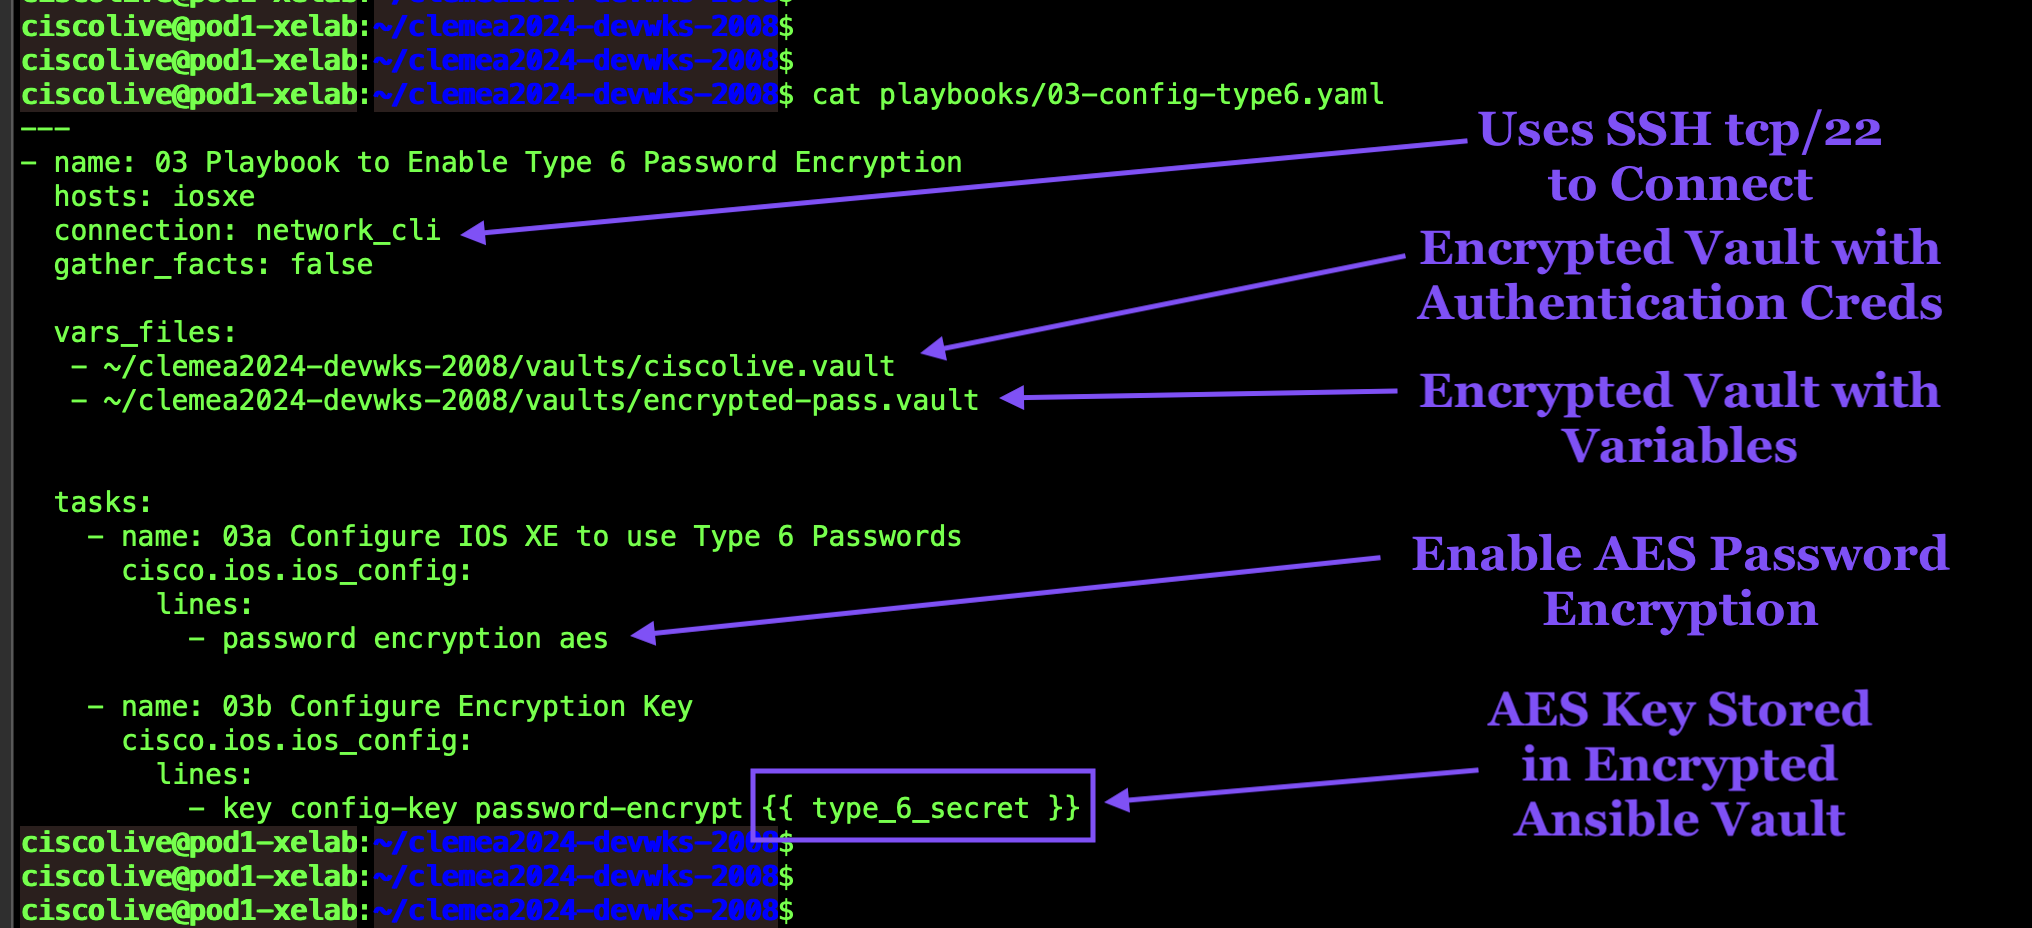 ciscolive@pod1-xelab:~/clemea2024-devwks-2008$
ciscolive@pod1-xelab:~/clemea2024-devwks-2008$
ciscolive@pod1-xelab:~/clemea2024-devwks-2008$
ciscolive@pod1-xelab:~/clemea2024-devwks-2008$ cat playbooks/03-config-type6.yaml
---
- name: 03 Playbook to Enable Type 6 Password Encryption
  hosts: iosxe
  connection: network_cli
  gather_facts: false
  vars_files:
   - ~/clemea2024-devwks-2008/vaults/ciscolive.vault
   - ~/clemea2024-devwks-2008/vaults/encrypted-pass.vault
  tasks:
    - name: 03a Configure IOS XE to use Type 6 Passwords
      cisco.ios.ios_config:
        lines:
          - password encryption aes
    - name: 03b Configure Encryption Key
      cisco.ios.ios_config:
        lines:
          - key config-key password-encrypt {{ type_6_secret }}
ciscolive@pod1-xelab:~/clemea2024-devwks-2008$
ciscolive@pod1-xelab:~/clemea2024-devwks-2008$
ciscolive@pod1-xelab:~/clemea2024-devwks-2008$
Uses SSH tcp/22
to Connect
Encrypted Vault with
Authentication Creds
Encrypted Vault with
Variables
Enable AES Password
Encryption
AES Key Stored
in Encrypted
Ansible Vault